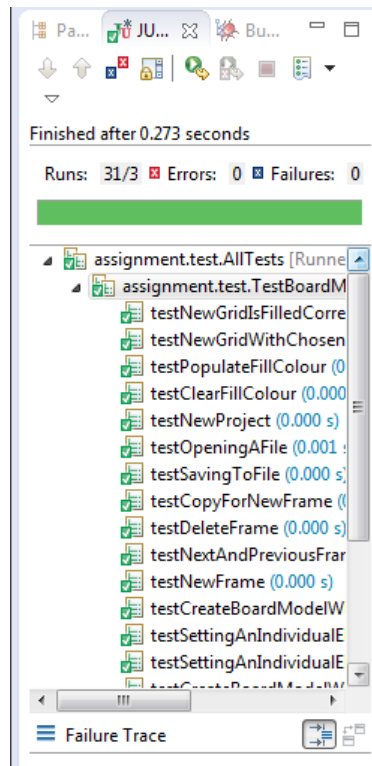 Pa... JU... Bu...
Finished after 0.273 seconds
Runs: 31/3 Errors: 0 Failures: 0
assignment.test.AllTests [Runne
assignment.test.TestBoardM
testNewGridIsFilledCorre
testNewGridWithChosen
testPopulateFillColour (0
testClearFillColour (0.000
testNewProject (0.000 s)
testOpeningAFile (0.001 s
testSavingToFile (0.000 s)
testCopyForNewFrame (0
testDeleteFrame (0.000 s)
testNextAndPreviousFrar
testNewFrame (0.000 s)
testCreateBoardModelW
testSettingAnIndividualE
testSettingAnIndividualE
testCreateBoardModelW
Failure Trace